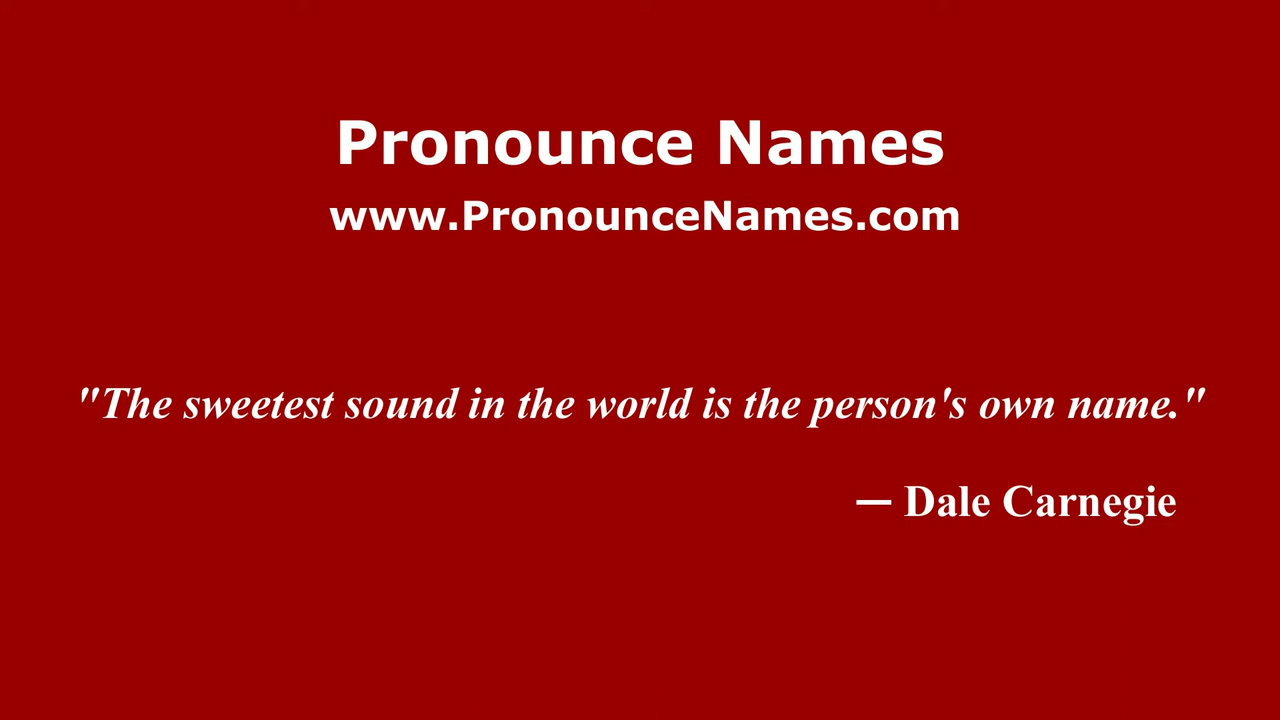 Pronounce Names
www.PronounceNames.com
"The sweetest sound in the world is the person's own name."
— Dale Carnegie